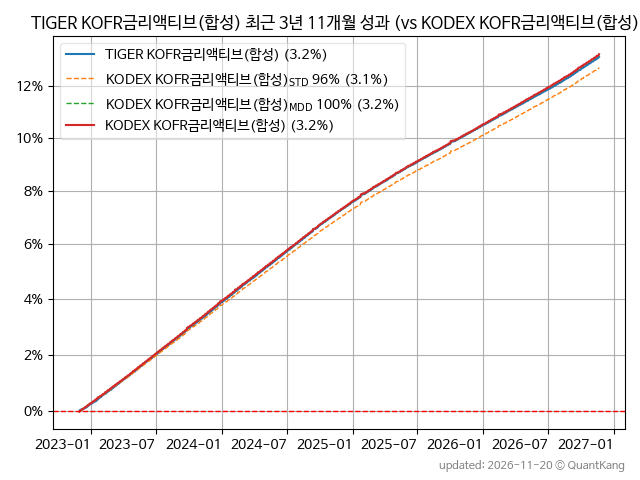 TIGER KOFR금리액티브(합성) 최근 3년 11개월 성과 (vs KODEX KOFR금리액티브(합성)
TIGER KOFR금리액티브(합성) (3.2%)
KODEX KOFR금리액티브(합성)STD 96% (3.1%)
KODEX KOFR금리액티브(합성)MDD 100% (3.2%)
KODEX KOFR금리액티브(합성) (3.2%)
12%
10%
8%
6%
4%
2%
0%
2023-01 2023-07 2024-01 2024-07 2025-01 2025-07 2026-01 2026-07 2027-01
updated: 2026-11-20 © QuantKang